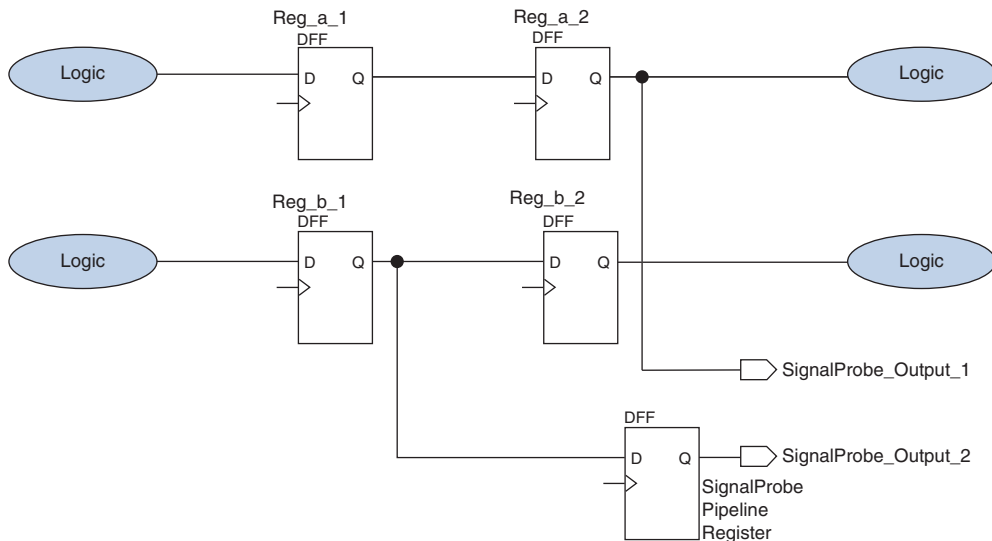 Reg_a_1
Reg_a_2
DFF
DFF
Logic
D Q
D Q
Logic
Reg_b_1
Reg_b_2
DFF
DFF
Logic
D Q
D Q
Logic
SignalProbe_Output_1
DFF
D Q
SignalProbe_Output_2
SignalProbe
Pipeline
Register